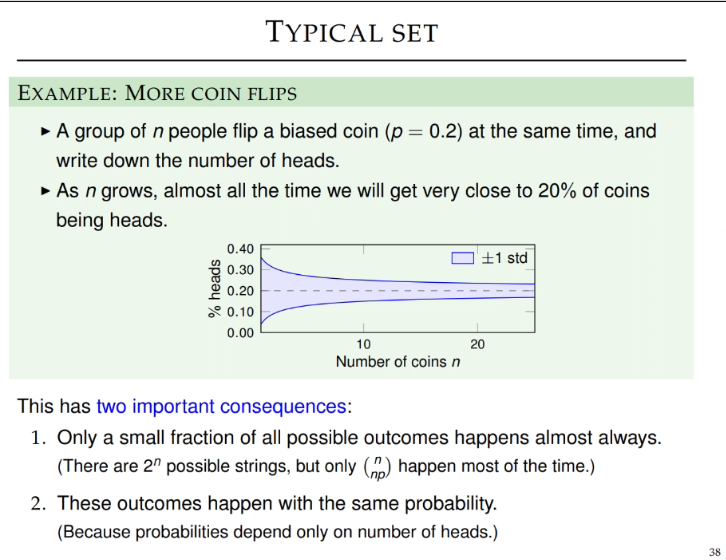 TYPICAL SET
EXAMPLE: MORE COIN FLIPS
▸ A group of n people flip a biased coin (p = 0.2) at the same time, and
write down the number of heads.
▸ As n grows, almost all the time we will get very close to 20% of coins
being heads.
0.40
0.30
0.20
0.10
0.00
% heads
±1 std
10
20
Number of coins n
This has two important consequences:
1. Only a small fraction of all possible outcomes happens almost always.
(There are 2ⁿ possible strings, but only (n np) happen most of the time.)
2. These outcomes happen with the same probability.
(Because probabilities depend only on number of heads.)
38